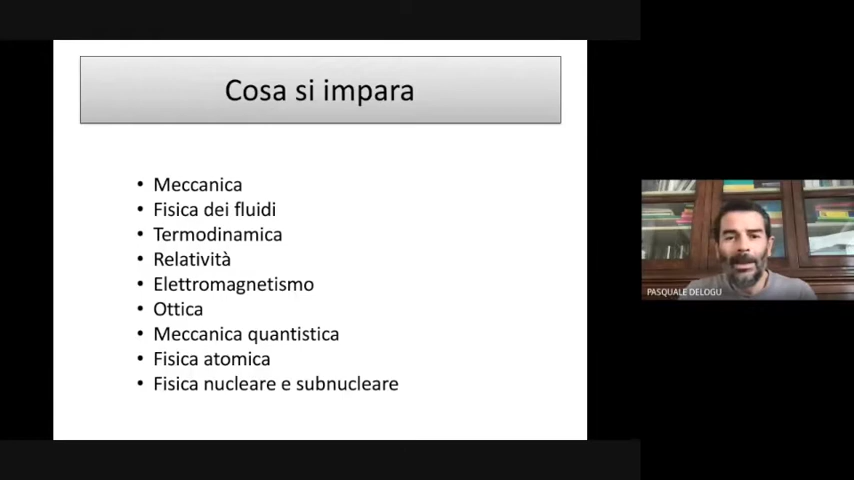 Cosa si impara
• Meccanica
• Fisica dei fluidi
• Termodinamica
• Relatività
• Elettromagnetismo
• Ottica
• Meccanica quantistica
• Fisica atomica
• Fisica nucleare e subnucleare
PASQUALE DELOGU